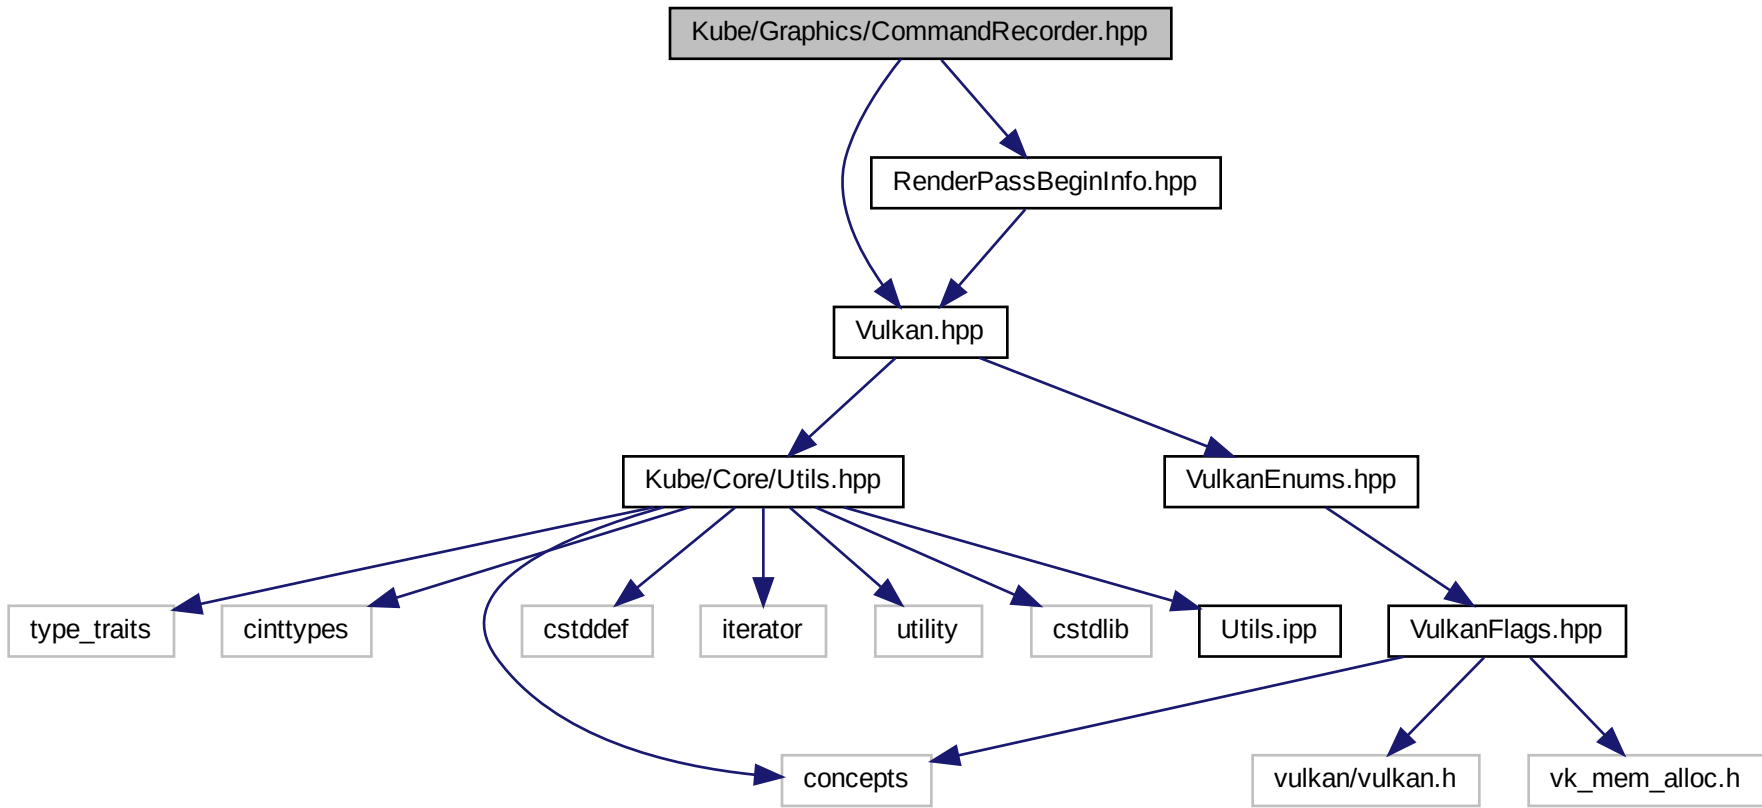 Kube/Graphics/CommandRecorder.hpp
RenderPassBeginInfo.hpp
Vulkan.hpp
Kube/Core/Utils.hpp
VulkanEnums.hpp
type_traits
cinttypes
cstddef
iterator
utility
cstdlib
Utils.ipp
VulkanFlags.hpp
concepts
vulkan/vulkan.h
vk_mem_alloc.h